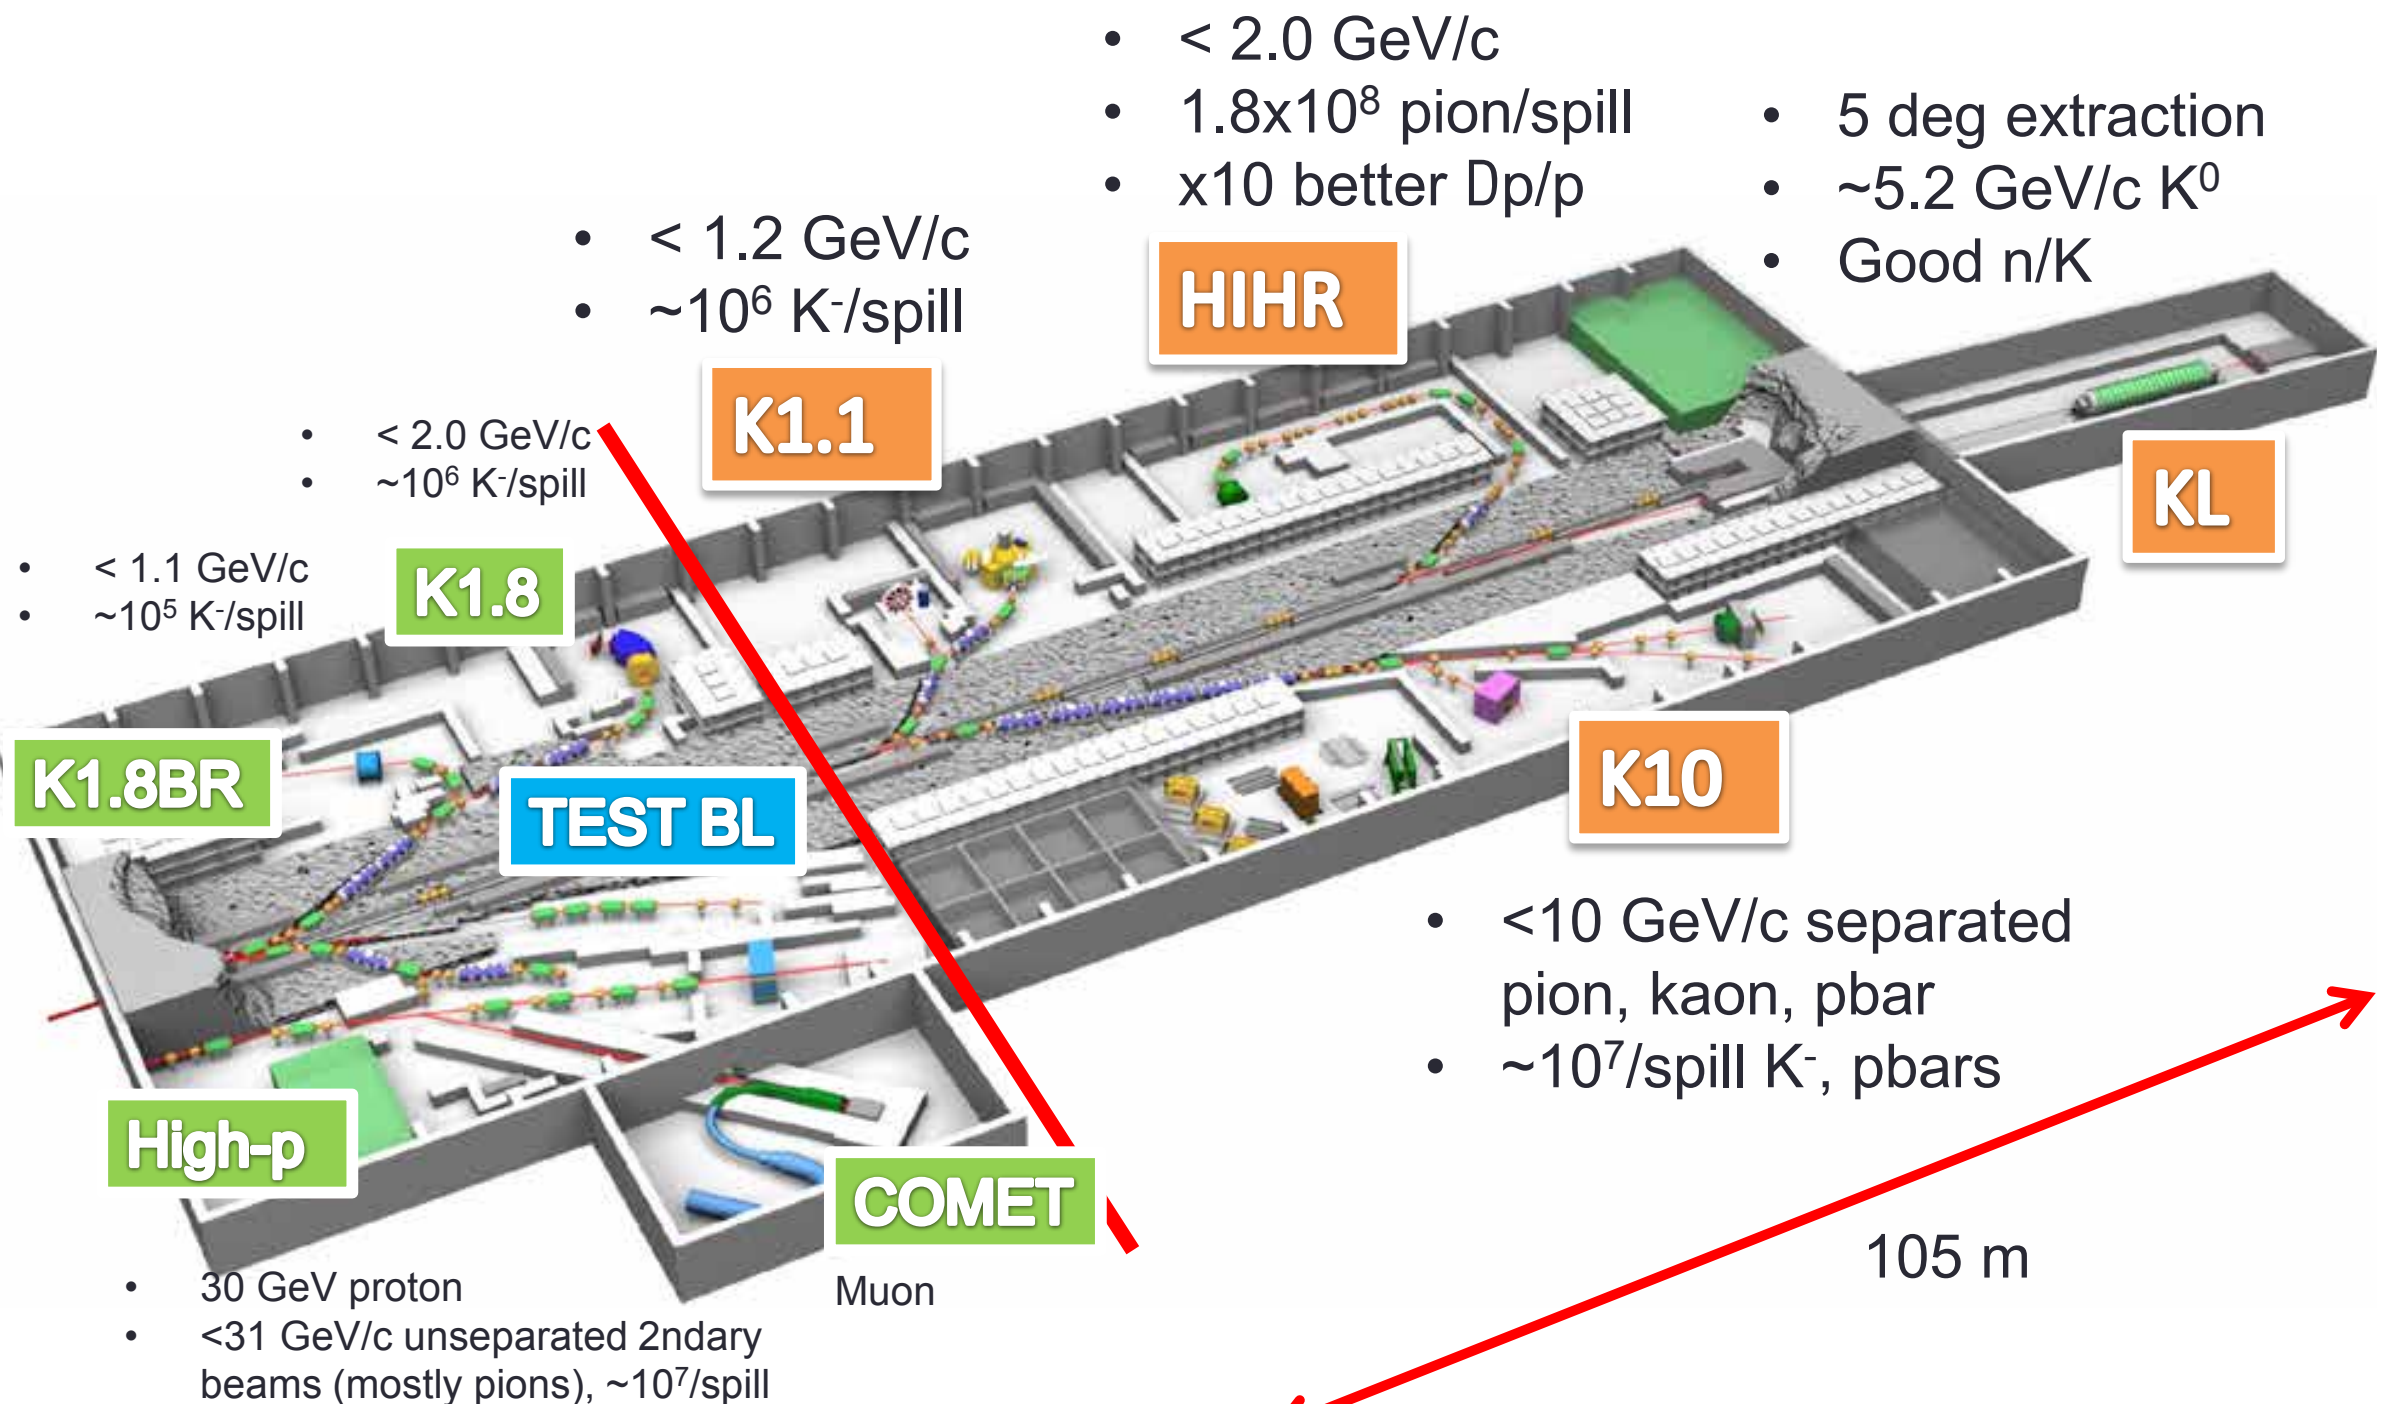 • < 2.0 GeV/c
• 1.8x10⁸ pion/spill
• x10 better Dp/p
HIHR
• 5 deg extraction
• ~5.2 GeV/c K⁰
• Good n/K
KL
• < 1.2 GeV/c
• ~10⁶ K⁻/spill
K1.1
• < 2.0 GeV/c
• ~10⁶ K⁻/spill
K1.8
• < 1.1 GeV/c
• ~10⁵ K⁻/spill
K1.8BR
TEST BL
K10
• <10 GeV/c separated
pion, kaon, pbar
• ~10⁷/spill K⁻, pbars
High-p
• 30 GeV proton
• <31 GeV/c unseparated 2ndary
beams (mostly pions), ~10⁷/spill
COMET
Muon
105 m